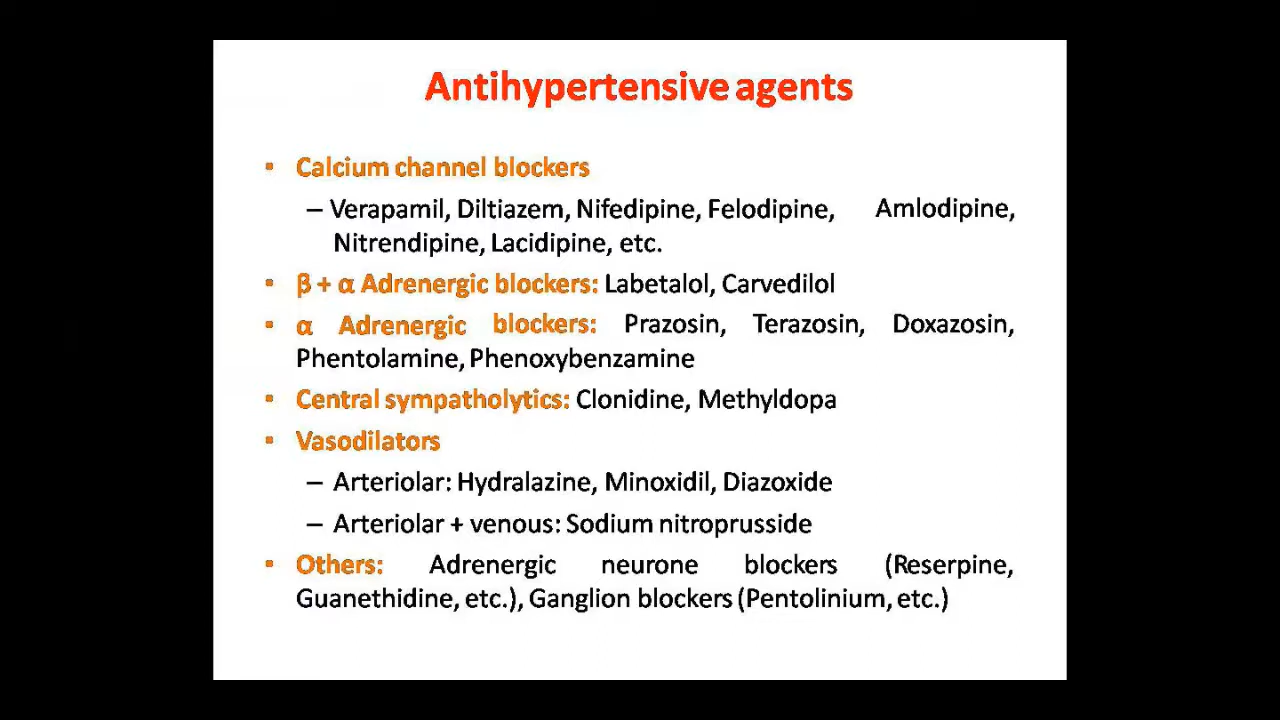 Antihypertensive agents
▪ Calcium channel blockers
– Verapamil, Diltiazem, Nifedipine, Felodipine, Amlodipine,
Nitrendipine, Lacidipine, etc.
▪ β + α Adrenergic blockers: Labetalol, Carvedilol
▪ α Adrenergic blockers: Prazosin, Terazosin, Doxazosin,
Phentolamine, Phenoxybenzamine
▪ Central sympatholytics: Clonidine, Methyldopa
▪ Vasodilators
– Arteriolar: Hydralazine, Minoxidil, Diazoxide
– Arteriolar + venous: Sodium nitroprusside
▪ Others: Adrenergic neurone blockers (Reserpine,
Guanethidine, etc.), Ganglion blockers (Pentolinium, etc.)